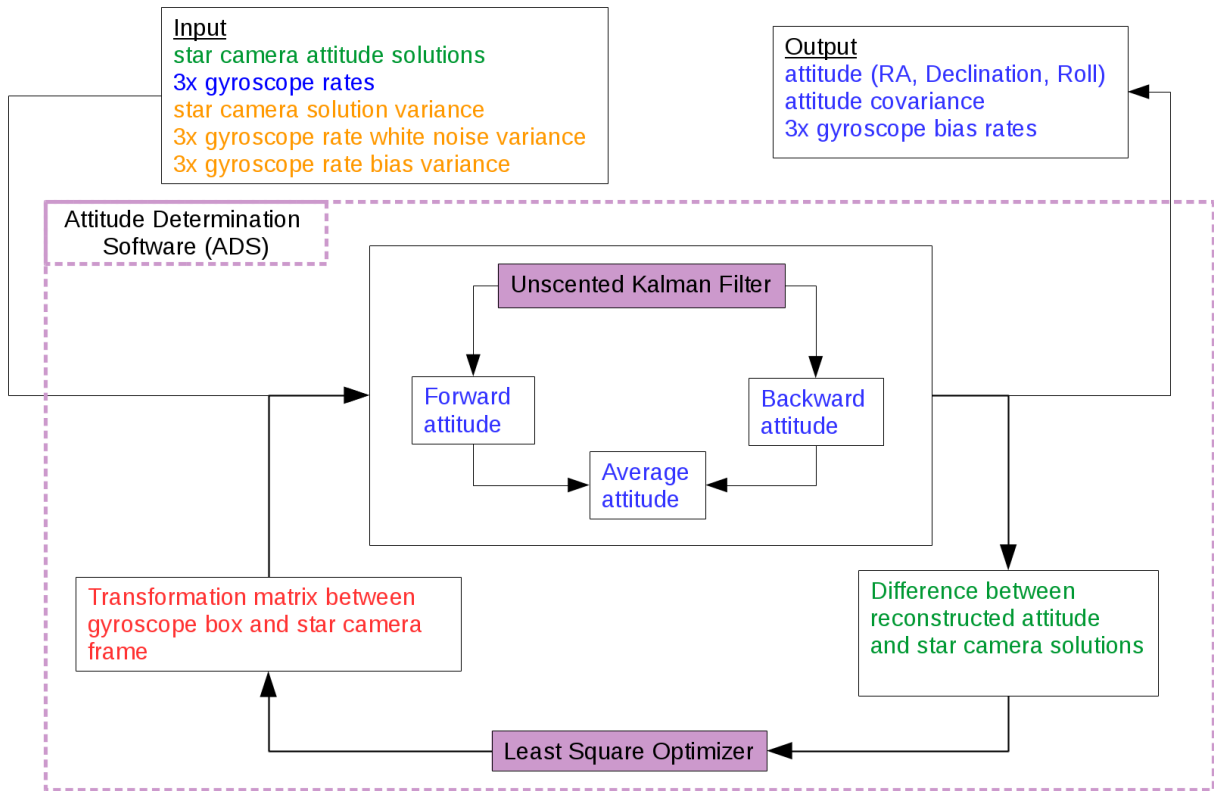 Input
star camera attitude solutions
3x gyroscope rates
star camera solution variance
3x gyroscope rate white noise variance
3x gyroscope rate bias variance
Output
attitude (RA, Declination, Roll)
attitude covariance
3x gyroscope bias rates
Attitude Determination
Software (ADS)
Unscented Kalman Filter
Forward
attitude
Backward
attitude
Average
attitude
Transformation matrix between
gyroscope box and star camera
frame
Difference between
reconstructed attitude
and star camera solutions
Least Square Optimizer